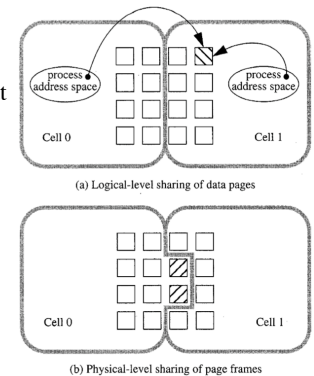 process
address space
process
address space
t
Cell 0
Cell 1
(a) Logical-level sharing of data pages
Cell 0
Cell 1
(b) Physical-level sharing of page frames